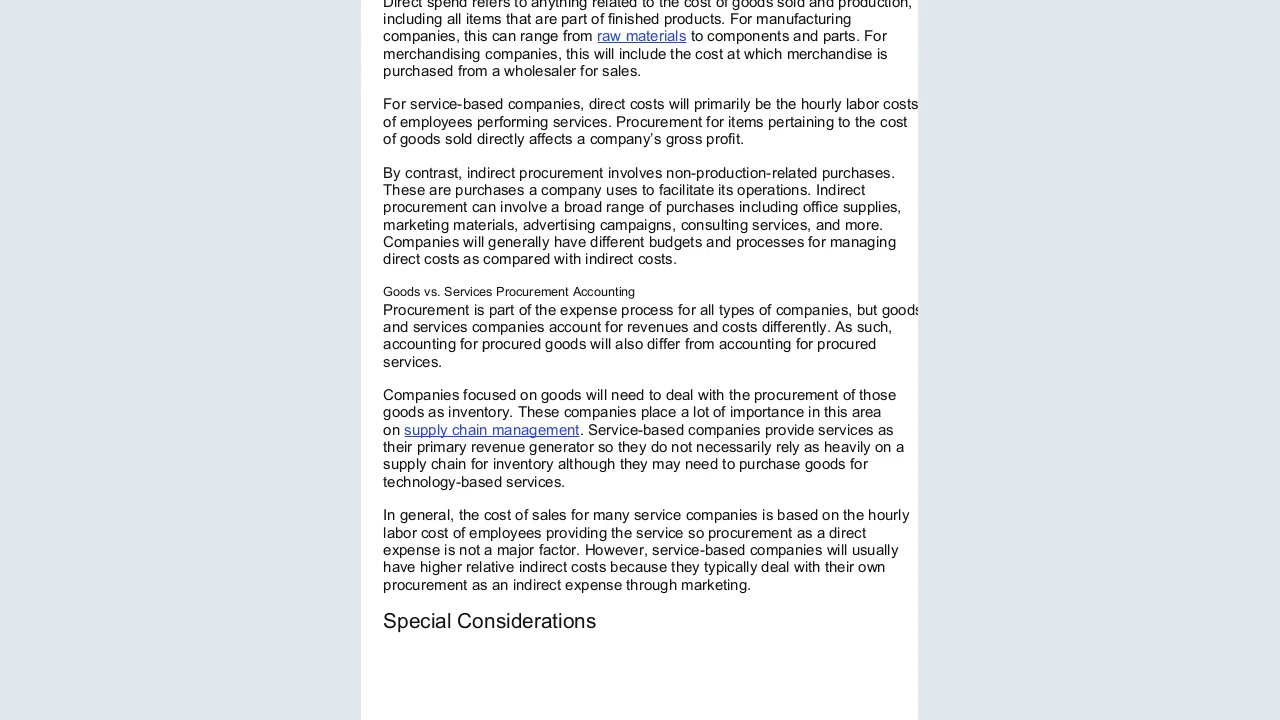 Direct spend refers to anything related to the cost of goods sold and production,
including all items that are part of finished products. For manufacturing
companies, this can range from raw materials to components and parts. For
merchandising companies, this will include the cost at which merchandise is
purchased from a wholesaler for sales.
For service-based companies, direct costs will primarily be the hourly labor costs
of employees performing services. Procurement for items pertaining to the cost
of goods sold directly affects a company’s gross profit.
By contrast, indirect procurement involves non-production-related purchases.
These are purchases a company uses to facilitate its operations. Indirect
procurement can involve a broad range of purchases including office supplies,
marketing materials, advertising campaigns, consulting services, and more.
Companies will generally have different budgets and processes for managing
direct costs as compared with indirect costs.
Goods vs. Services Procurement Accounting
Procurement is part of the expense process for all types of companies, but goods
and services companies account for revenues and costs differently. As such,
accounting for procured goods will also differ from accounting for procured
services.
Companies focused on goods will need to deal with the procurement of those
goods as inventory. These companies place a lot of importance in this area
on supply chain management. Service-based companies provide services as
their primary revenue generator so they do not necessarily rely as heavily on a
supply chain for inventory although they may need to purchase goods for
technology-based services.
In general, the cost of sales for many service companies is based on the hourly
labor cost of employees providing the service so procurement as a direct
expense is not a major factor. However, service-based companies will usually
have higher relative indirect costs because they typically deal with their own
procurement as an indirect expense through marketing.
Special Considerations